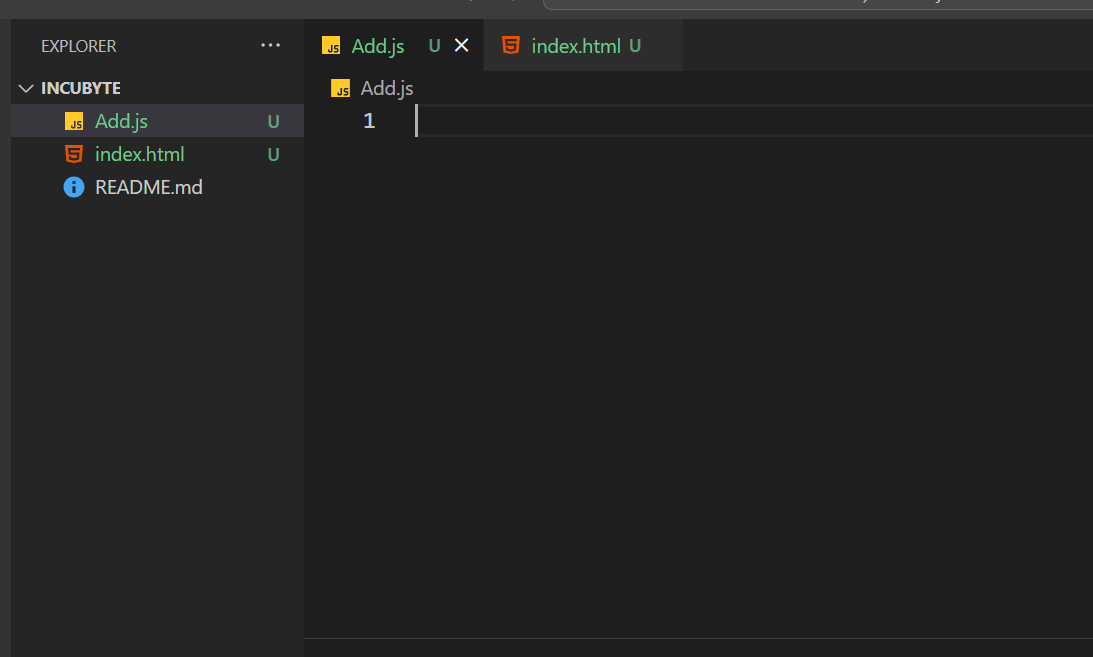 EXPLORER ...
INCUBYTE
JS Add.js U
index.html U
README.md
JS Add.js U
index.html U
JS Add.js
1